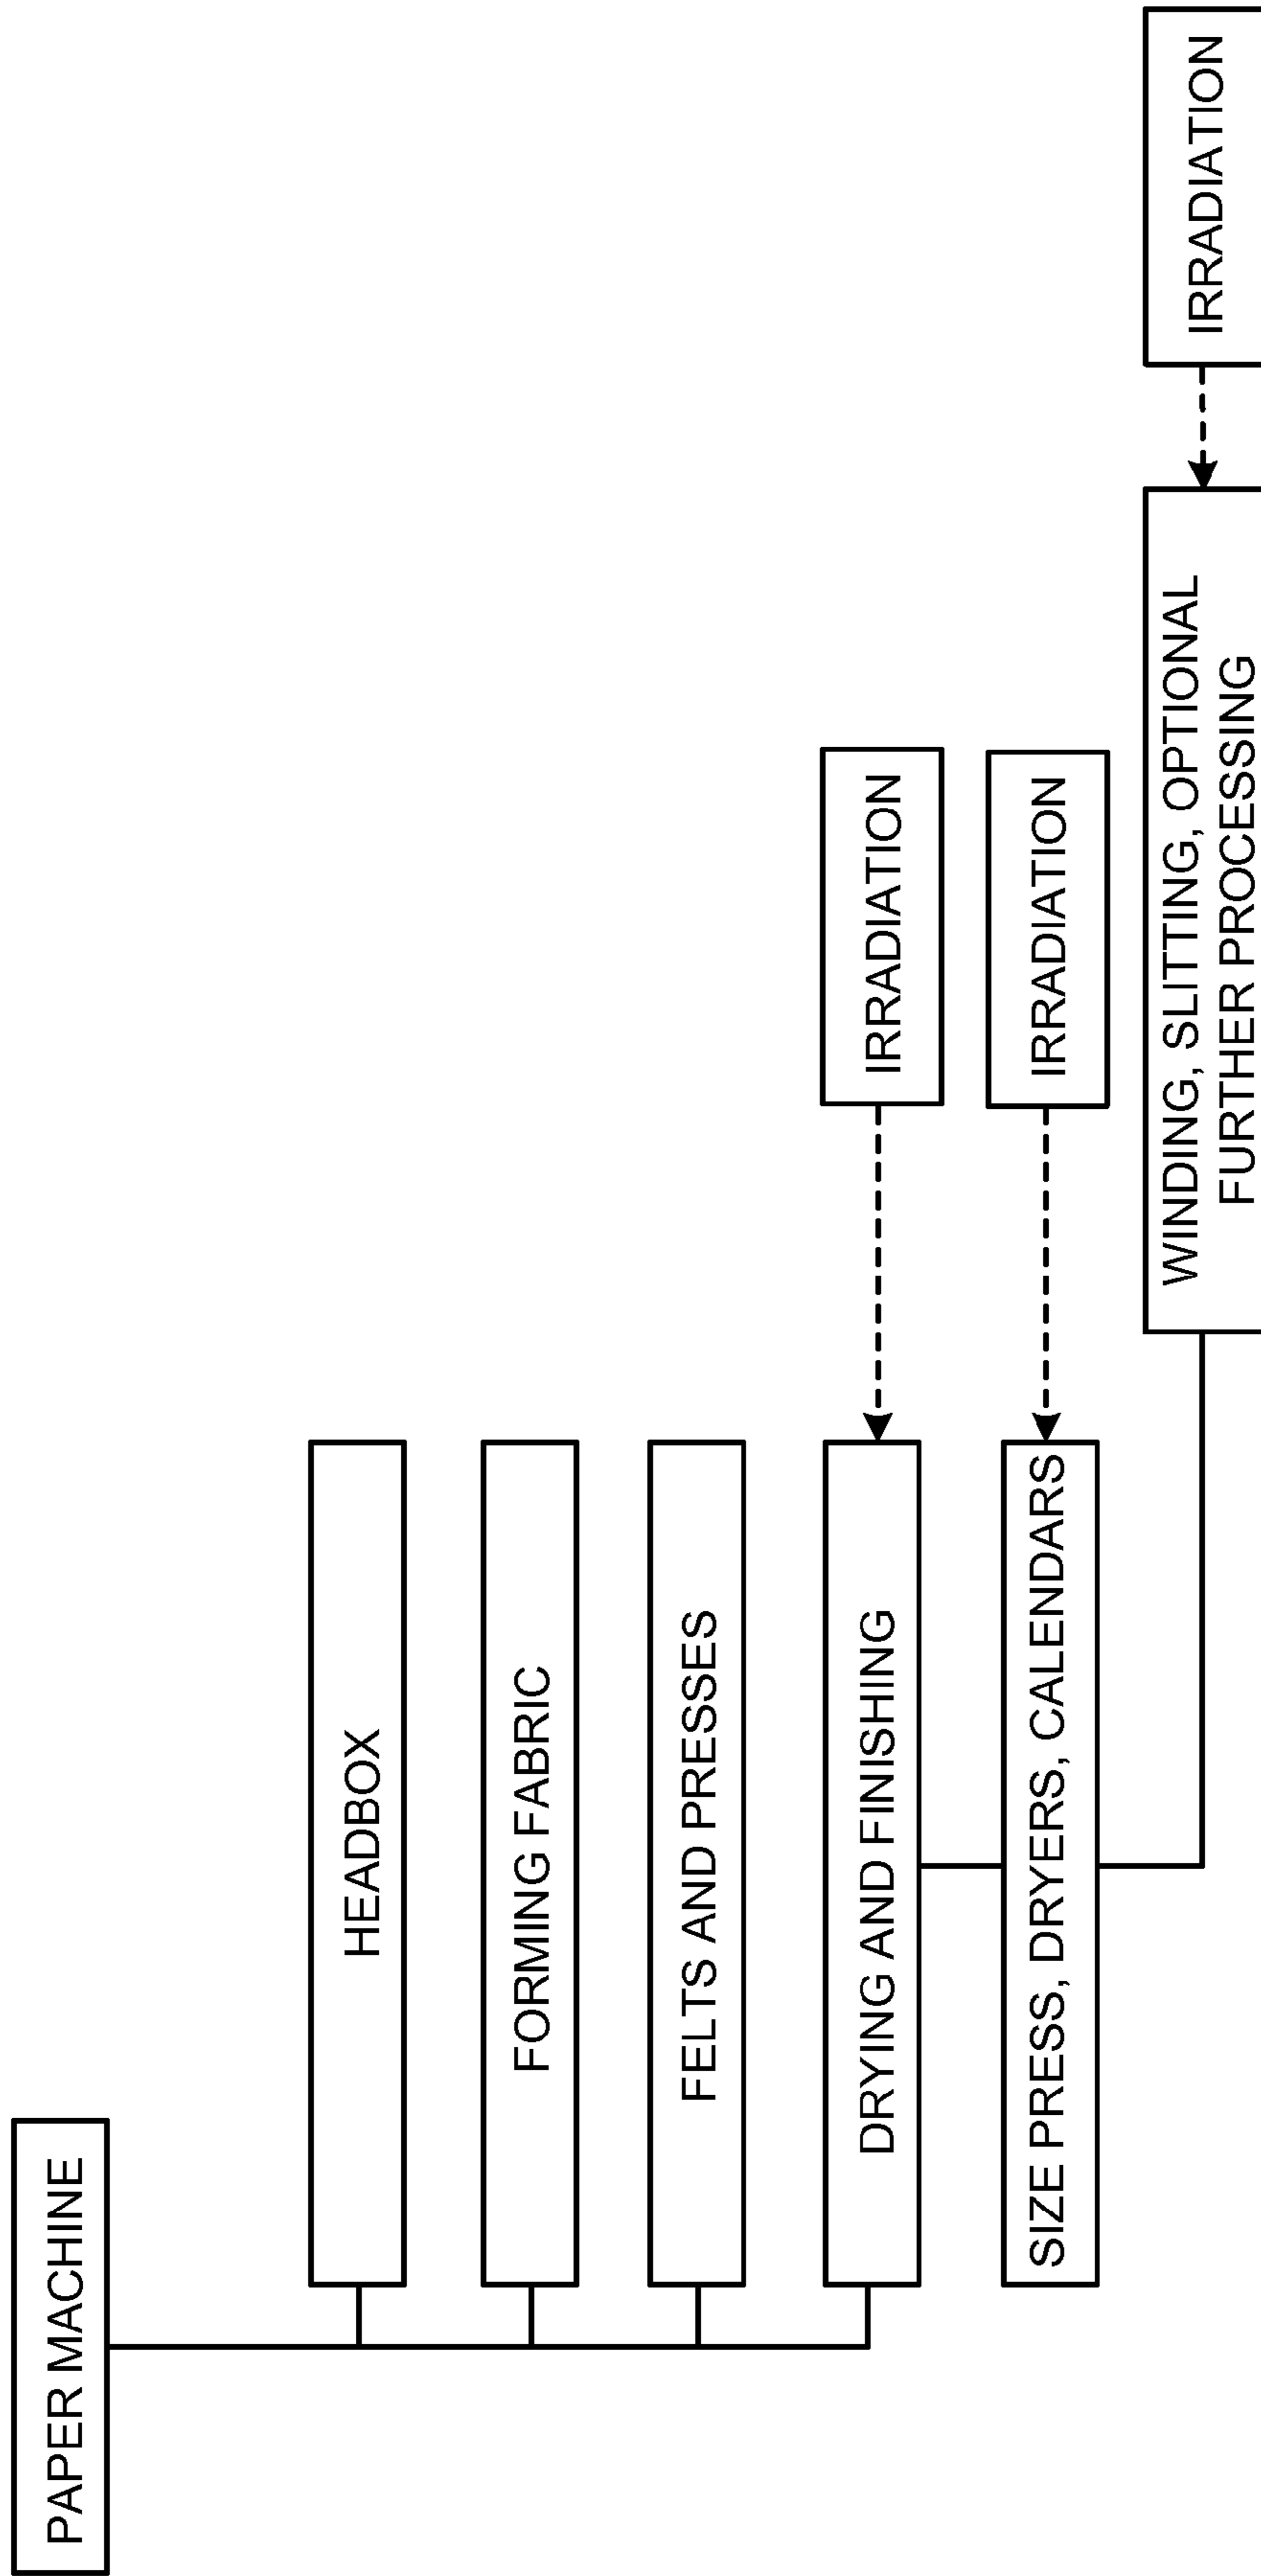 PAPER MACHINE
HEADBOX
FORMING FABRIC
FELTS AND PRESSES
DRYING AND FINISHING
IRRADIATION
SIZE PRESS, DRYERS, CALENDARS
IRRADIATION
WINDING, SLITTING, OPTIONAL
FURTHER PROCESSING
IRRADIATION